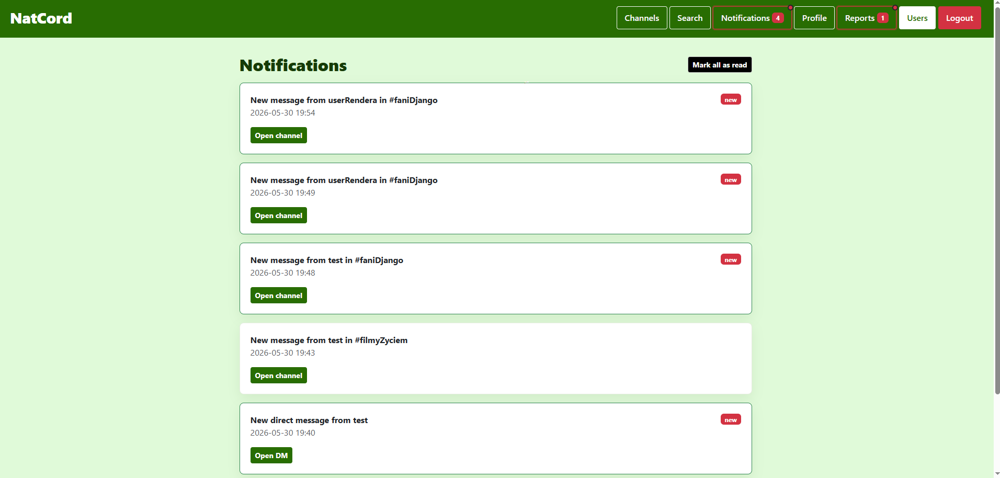 NatCord
Channels Search Notifications 4 Profile Reports 1 Users Logout
Notifications
Mark all as read
New message from userRendera in #faniDjango
new
2026-05-30 19:54
Open channel
New message from userRendera in #faniDjango
new
2026-05-30 19:49
Open channel
New message from test in #faniDjango
new
2026-05-30 19:48
Open channel
New message from test in #filmyZyciem
2026-05-30 19:43
Open channel
New direct message from test
new
2026-05-30 19:40
Open DM